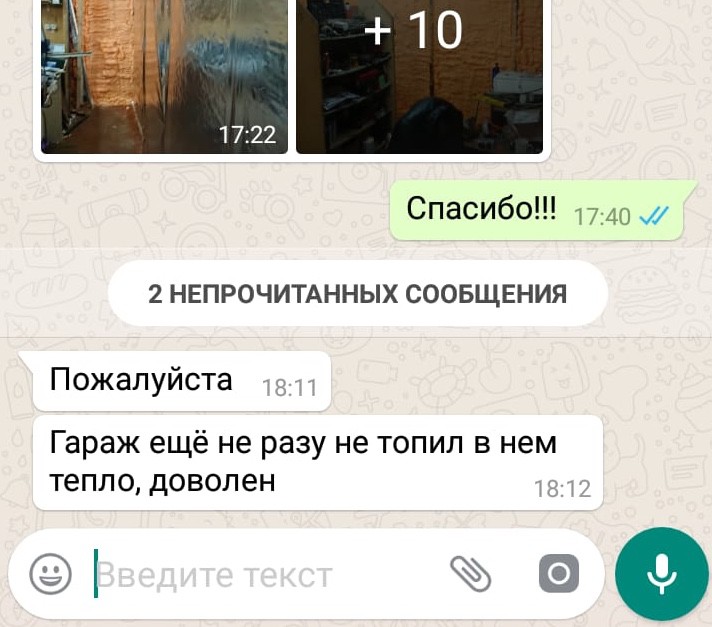 + 10
17:22
Спасибо!!! 17:40
2 НЕПРОЧИТАННЫХ СООБЩЕНИЯ
Пожалуйста 18:11
Гараж ещё не разу не топил в нем
тепло, доволен 18:12
Введите текст